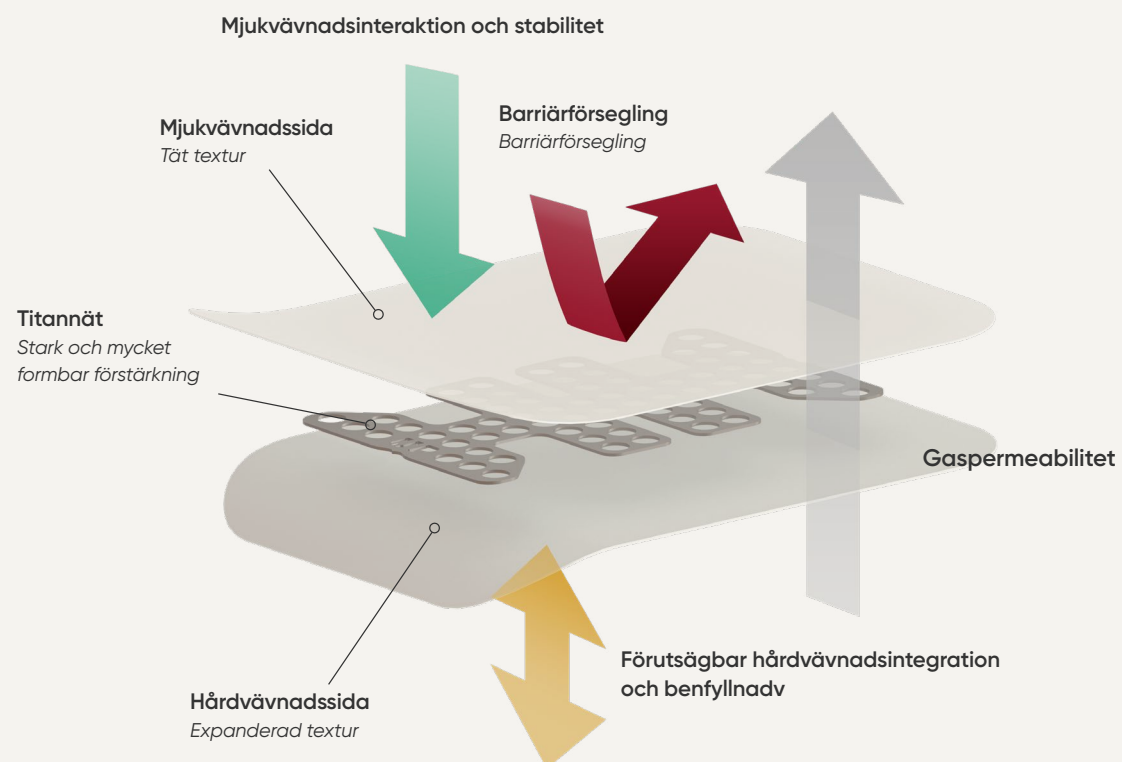 Mjukvävnadsinteraktion och stabilitet
Mjukvävnadssida
Tät textur
Barriärförsegling
Barriärförsegling
Titannät
Stark och mycket
formbar förstärkning
Gaspermeabilitet
Förutsägbar hårdvävnadsintegration
och benfyllnadv
Hårdvävnadssida
Expanderad textur